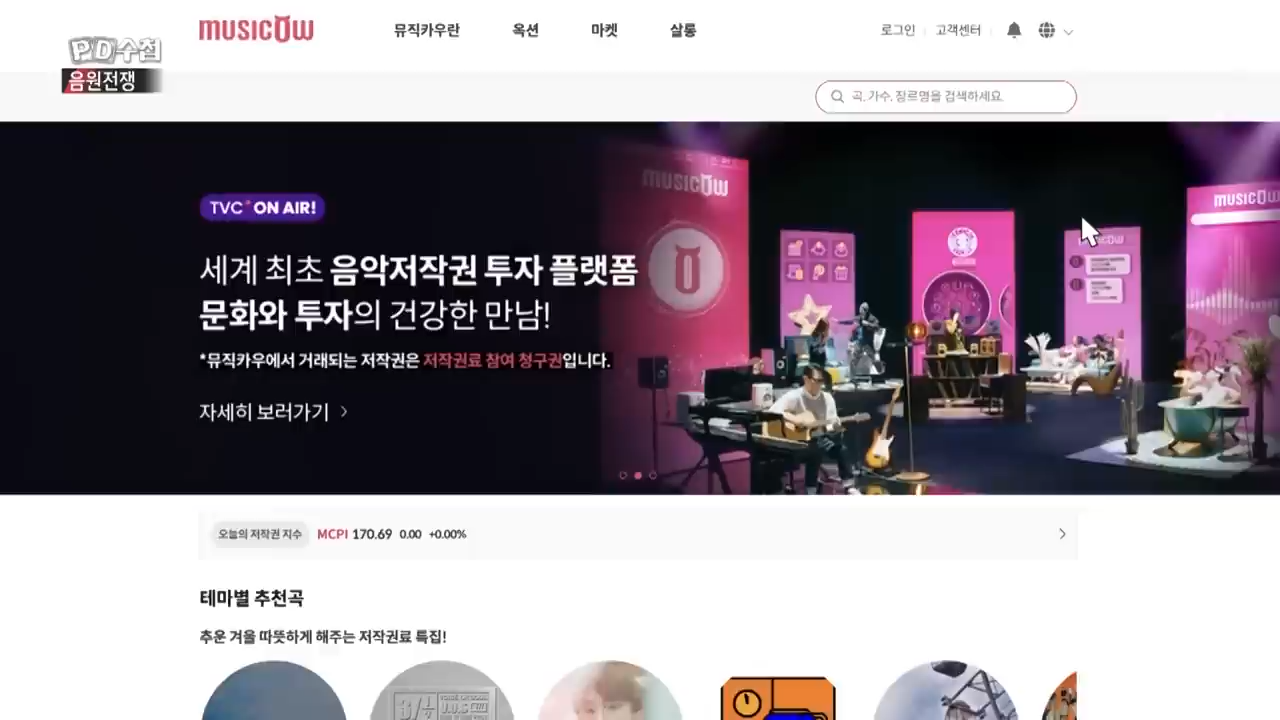 musicow
뮤직카우란
옥션
마켓
살롱
로그인
고객센터
PD수첩
음원전쟁
곡, 가수, 장르명을 검색하세요.
TVC ON AIR!
세계 최초 음악저작권 투자 플랫폼
문화와 투자의 건강한 만남!
*뮤직카우에서 거래되는 저작권은 저작권료 참여 청구권입니다.
자세히 보러가기
musicow
musicow
musicow
오늘의 저작권 지수 MCPI 170.69 0.00 +0.00%
테마별 추천곡
추운 겨울 따뜻하게 해주는 저작권료 특집!